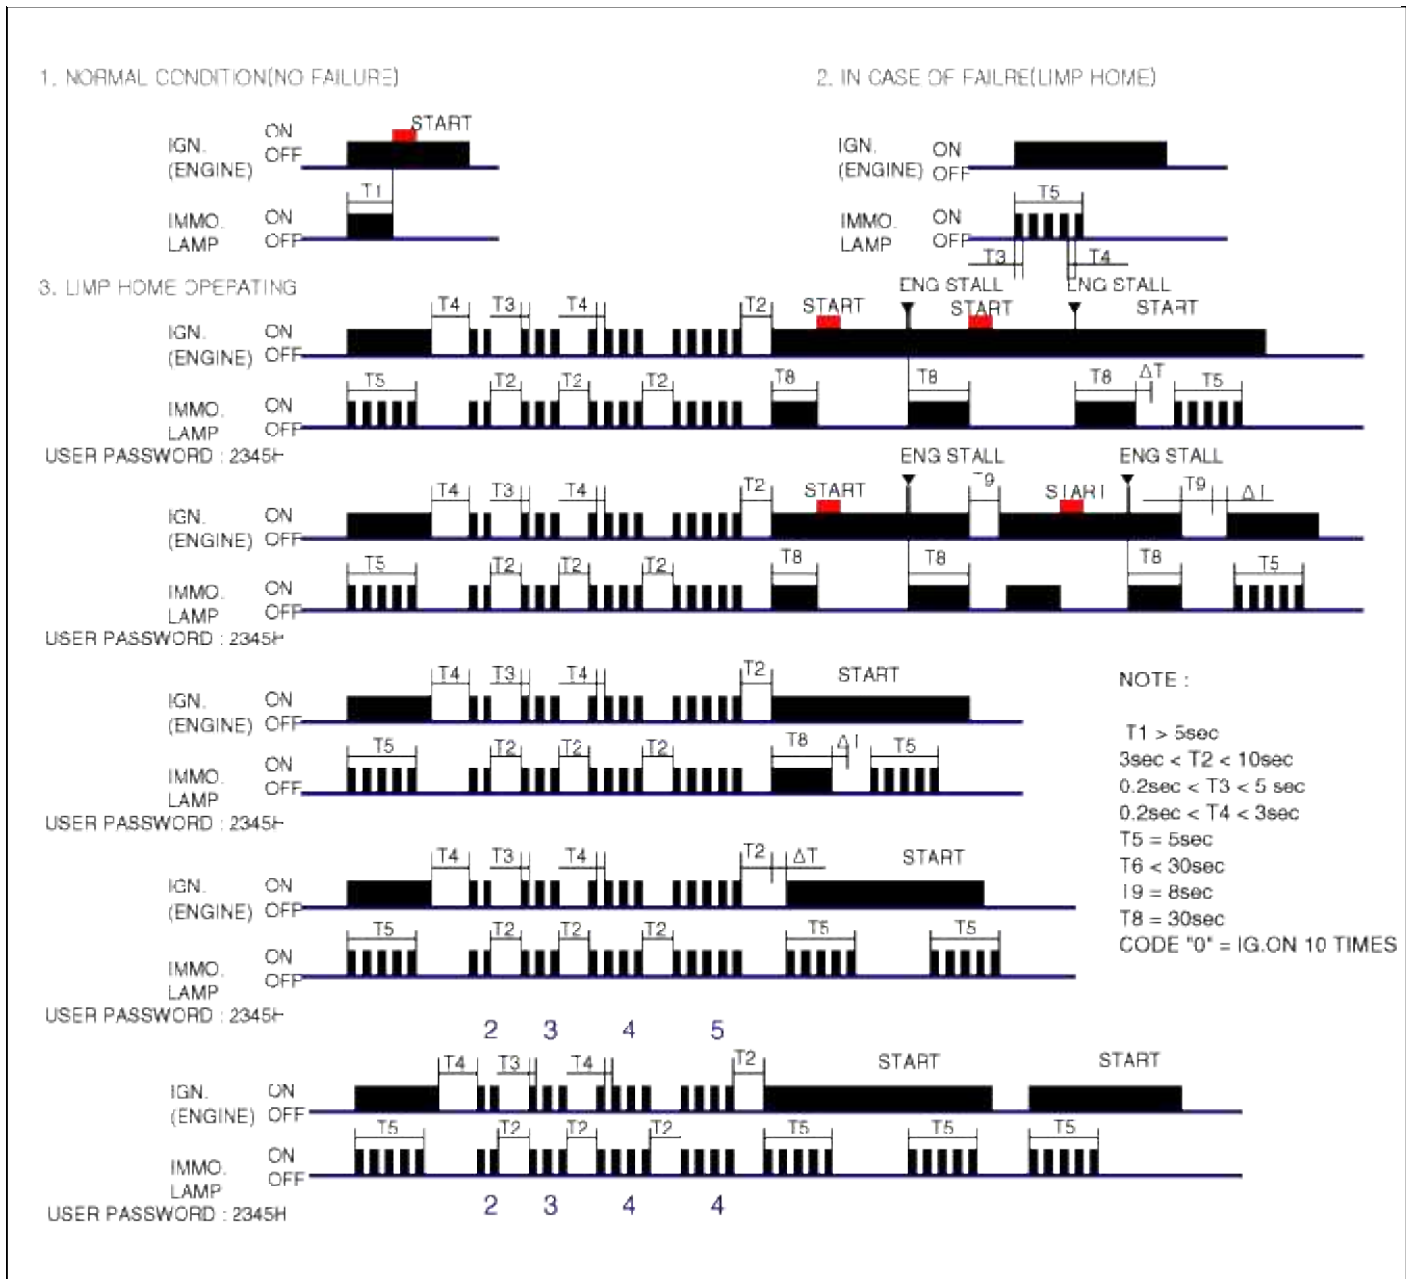 1. NORMAL CONDITION(NO FAILURE)
2. IN CASE OF FAILRE(LIMP HOME)
START
IGN. (ENGINE) ON OFF
T1
IMMO. LAMP ON OFF
IGN. (ENGINE) ON OFF
T5
IMMO. LAMP ON OFF
T3 T4
3. LIMP HOME OPERATING
ENG STALL ENG STALL
T4 T3 T4 T2 START START START
IGN. (ENGINE) ON OFF
T5 T2 T2 T2 T8 T8 T8 ΔT T5
IMMO. LAMP ON OFF
USER PASSWORD : 2345H
ENG STALL ENG STALL
T4 T3 T4 T2 START T9 START T9 ΔT
IGN. (ENGINE) ON OFF
T5 T2 T2 T2 T8 T8 T8 T5
IMMO. LAMP ON OFF
USER PASSWORD : 2345H
T4 T3 T4 T2 START
IGN. (ENGINE) ON OFF
T5 T2 T2 T2 T8 ΔT T5
IMMO. LAMP ON OFF
USER PASSWORD : 2345H
NOTE :
T1 > 5sec
3sec < T2 < 10sec
0.2sec < T3 < 5 sec
0.2sec < T4 < 3sec
T5 = 5sec
T6 < 30sec
T9 = 8sec
T8 = 30sec
CODE "0" = IG.ON 10 TIMES
T4 T3 T4 T2 ΔT START
IGN. (ENGINE) ON OFF
T5 T2 T2 T2 T5 T5
IMMO. LAMP ON OFF
USER PASSWORD : 2345H
2 3 4 5
T4 T3 T4 T2 START START
IGN. (ENGINE) ON OFF
T5 T2 T2 T2 T5 T5 T5
IMMO. LAMP ON OFF
2 3 4 4
USER PASSWORD : 2345H